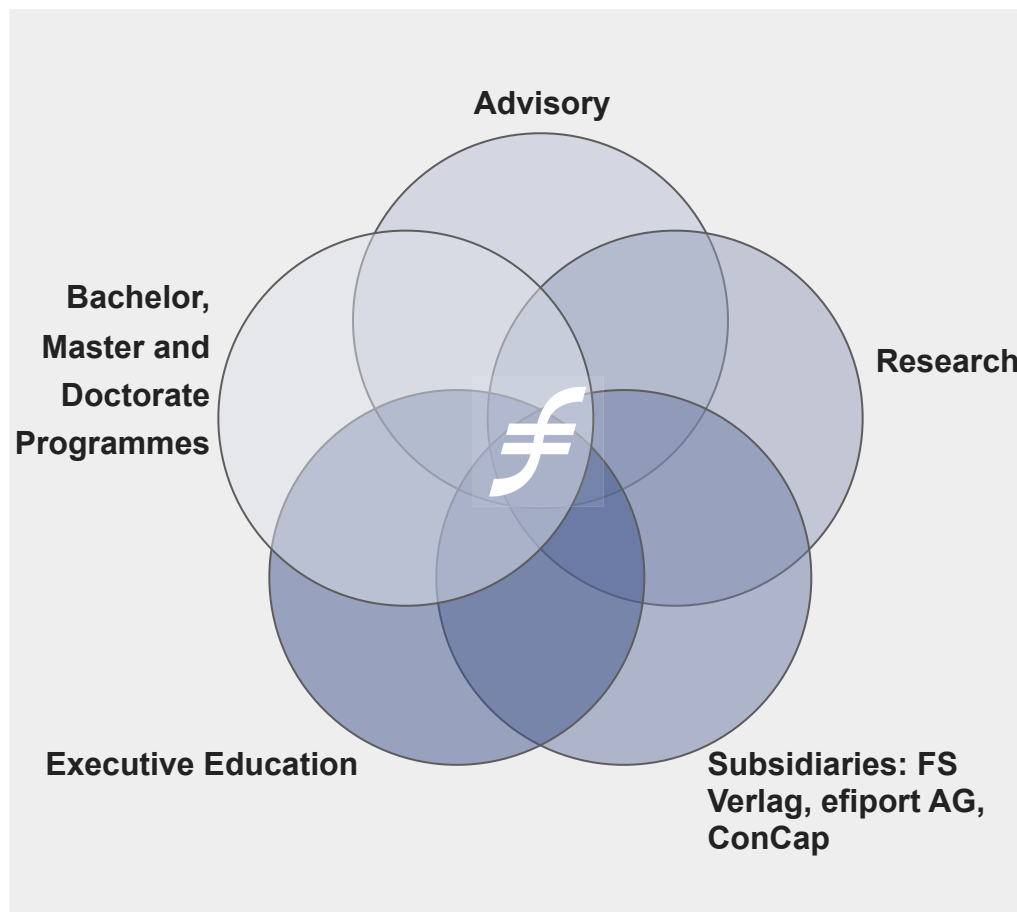 Advisory
Bachelor,
Master and
Doctorate
Programmes
Research
Executive Education
Subsidiaries: FS
Verlag, efiport AG,
ConCap